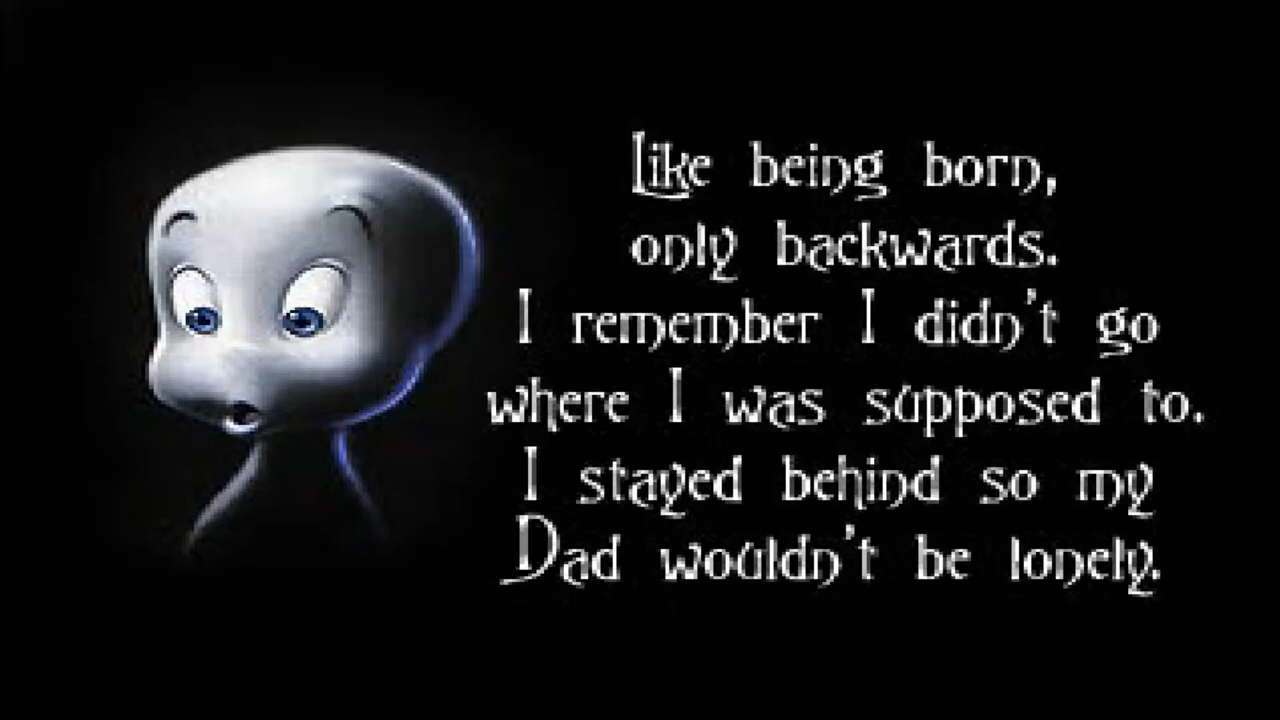 Like being born,
only backwards.
I remember I didn't go
where I was supposed to.
I stayed behind so my
Dad wouldn't be lonely.